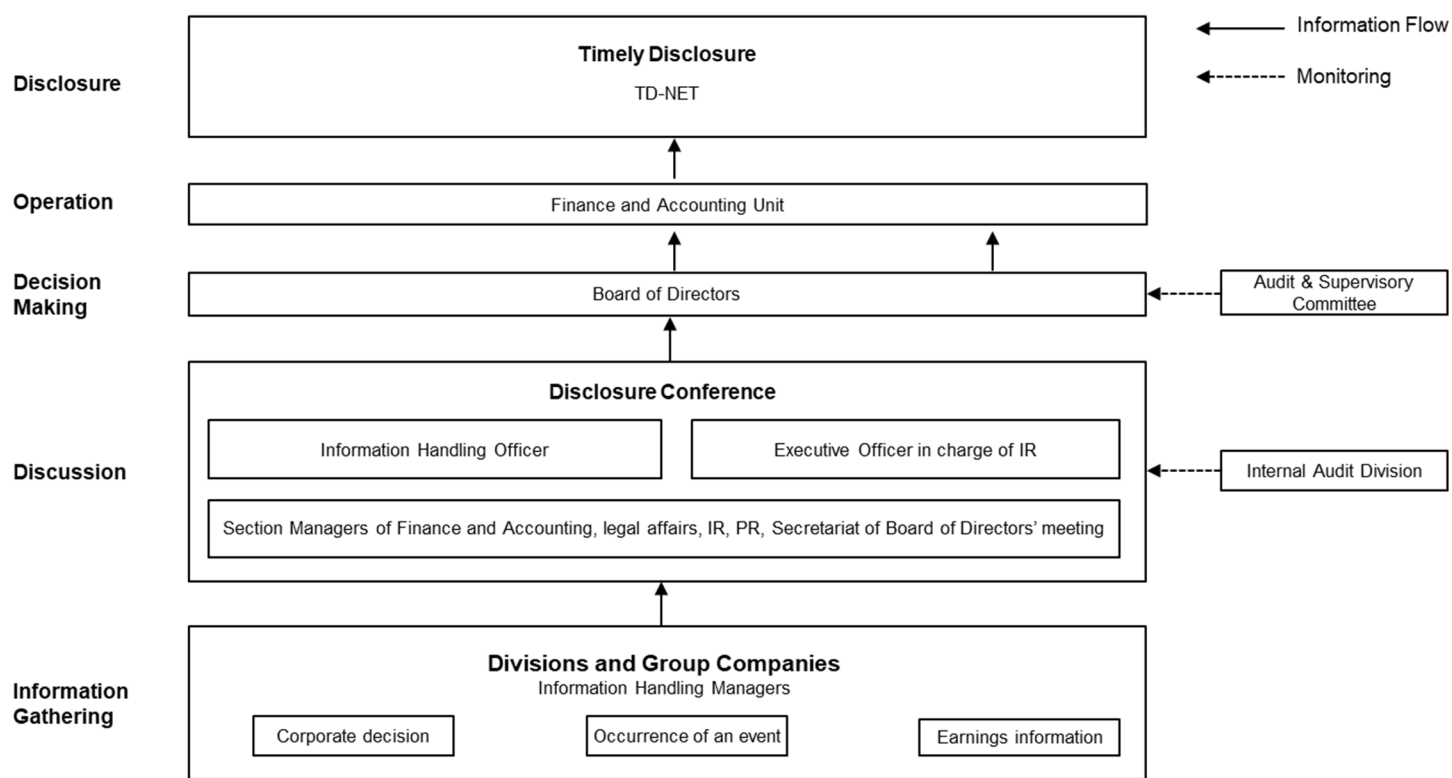 Information Flow
Monitoring
Disclosure
Timely Disclosure
TD-NET
Operation
Finance and Accounting Unit
Decision
Making
Board of Directors
Audit & Supervisory
Committee
Discussion
Disclosure Conference
Information Handling Officer
Executive Officer in charge of IR
Section Managers of Finance and Accounting, legal affairs, IR, PR, Secretariat of Board of Directors’ meeting
Internal Audit Division
Information
Gathering
Divisions and Group Companies
Information Handling Managers
Corporate decision
Occurrence of an event
Earnings information